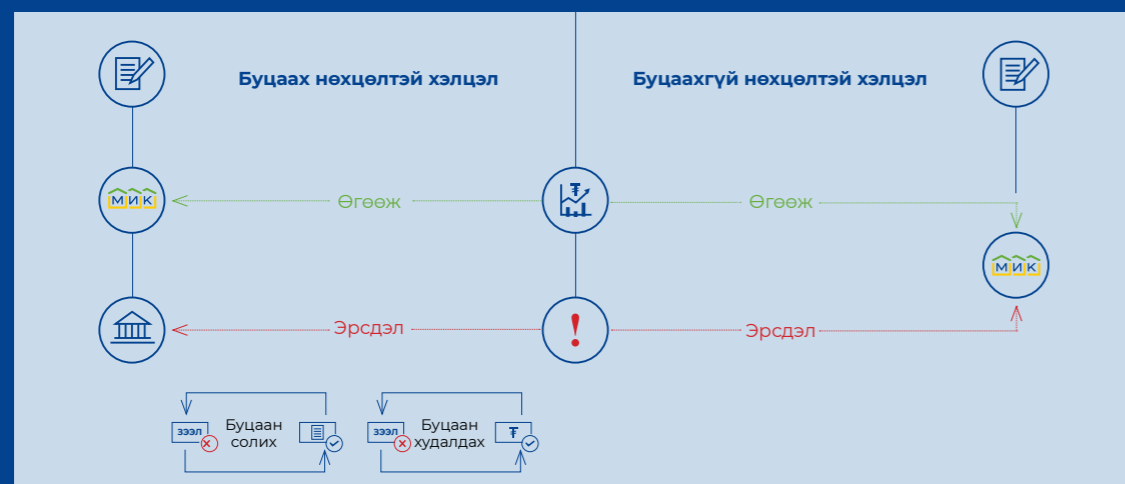 Буцаах нөхцөлтэй хэлцэл
Буцаахгүй нөхцөлтэй хэлцэл
₮
МИК
Өгөөж
Өгөөж
МИК
!
Эрсдэл
Эрсдэл
зээл
Буцаан
солих
зээл
Буцаан
худалдах
₮